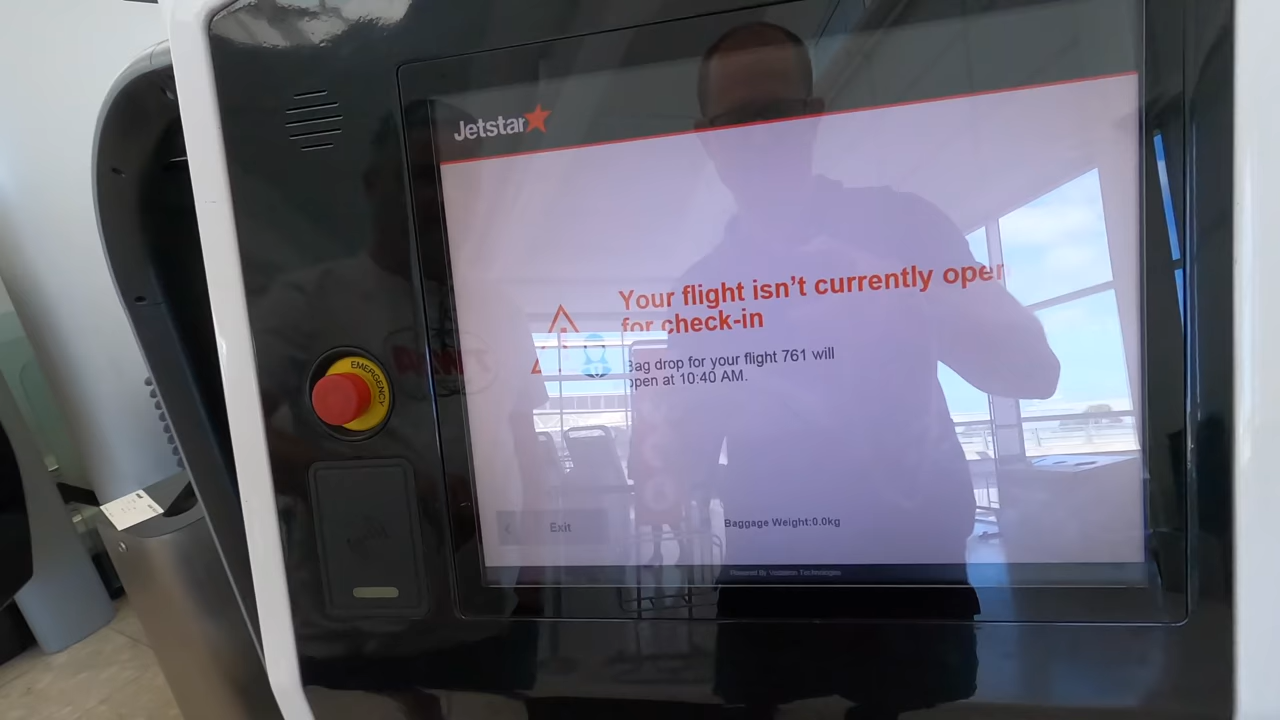 Jetstar
Your flight isn't currently open
for check-in
Bag drop for your flight 761 will
open at 10:40 AM.
EMERGENCY
Exit
Baggage Weight:0.0kg